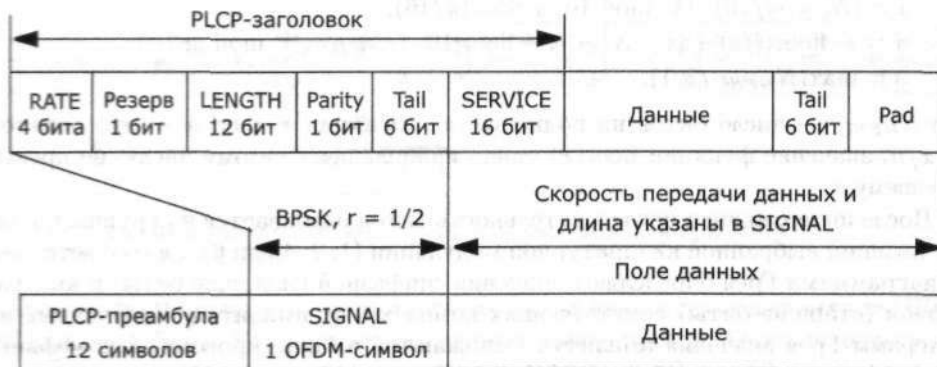 PLCP-заголовок
RATE
4 бита
Резерв
1 бит
LENGTH
12 бит
Parity
1 бит
Tail
6 бит
SERVICE
16 бит
Данные
Tail
6 бит
Pad
BPSK, r = 1/2
Скорость передачи данных и
длина указаны в SIGNAL
Поле данных
PLCP-преамбула
12 символов
SIGNAL
1 OFDM-символ
Данные